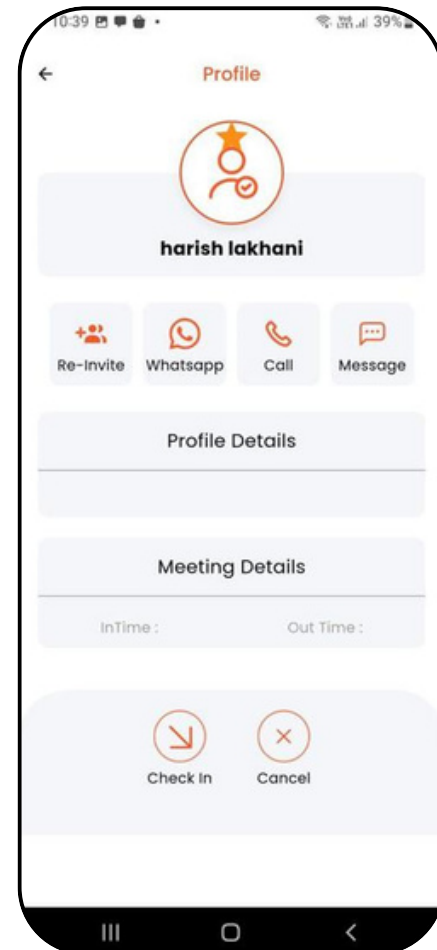 10:39 39%
Profile
harish lakhani
Re-Invite Whatsapp Call Message
Profile Details
Meeting Details
InTime : Out Time :
Check In Cancel